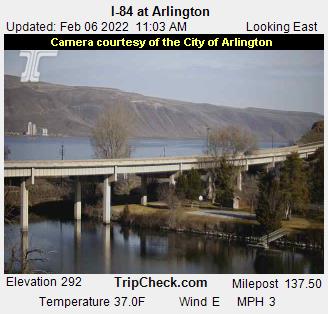 I-84 at Arlington
Updated: Feb 06 2022 11:03 AM Looking East
Camera courtesy of the City of Arlington
Elevation 292 TripCheck.com Milepost 137.50
Temperature 37.0F Wind E MPH 3